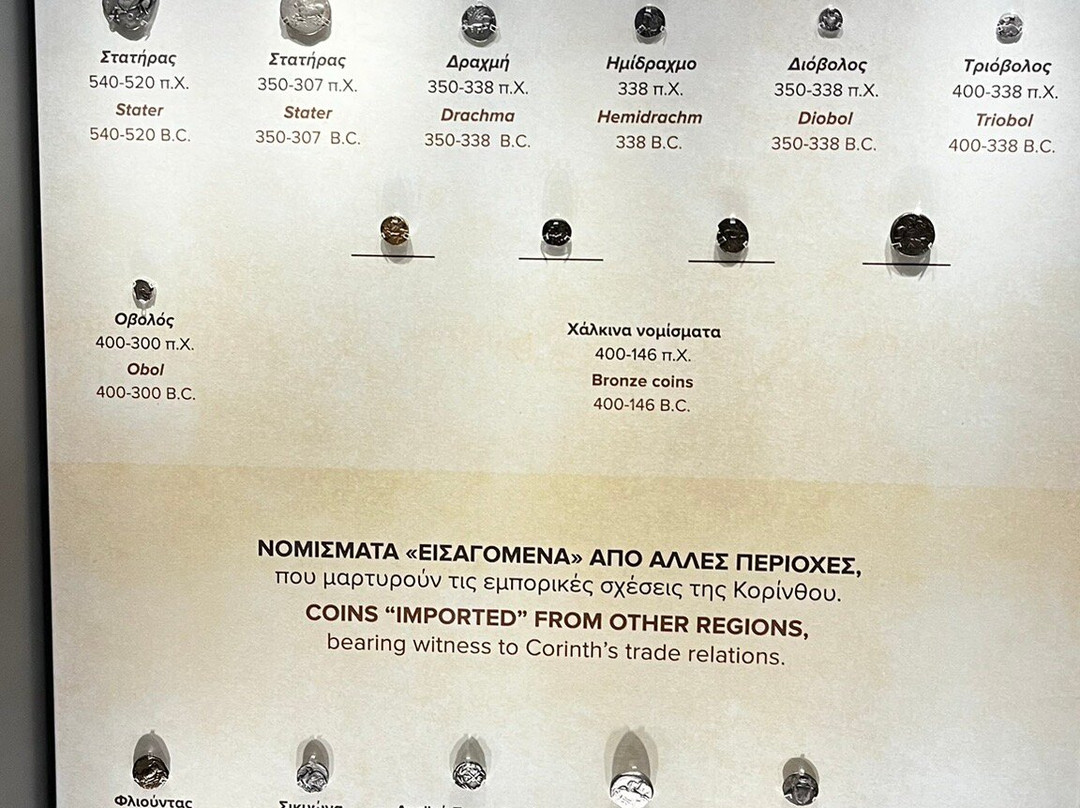 Στατήρας
540-520 π.Χ.
Stater
540-520 B.C.
Στατήρας
350-307 π.Χ.
Stater
350-307 B.C.
Δραχμή
350-338 π.Χ.
Drachma
350-338 B.C.
Ημίδραχμο
338 π.Χ.
Hemidrachm
338 B.C.
Διόβολος
350-338 π.Χ.
Diobol
350-338 B.C.
Τριόβολος
400-338 π.Χ.
Triobol
400-338 B.C.
Οβολός
400-300 π.Χ.
Obol
400-300 B.C.
Χάλκινα νομίσματα
400-146 π.Χ.
Bronze coins
400-146 B.C.
ΝΟΜΙΣΜΑΤΑ «ΕΙΣΑΓΟΜΕΝΑ» ΑΠΟ ΑΛΛΕΣ ΠΕΡΙΟΧΕΣ,
που μαρτυρούν τις εμπορικές σχέσεις της Κορίνθου.
COINS “IMPORTED” FROM OTHER REGIONS,
bearing witness to Corinth’s trade relations.
Φλιούντας
Σικυώνα